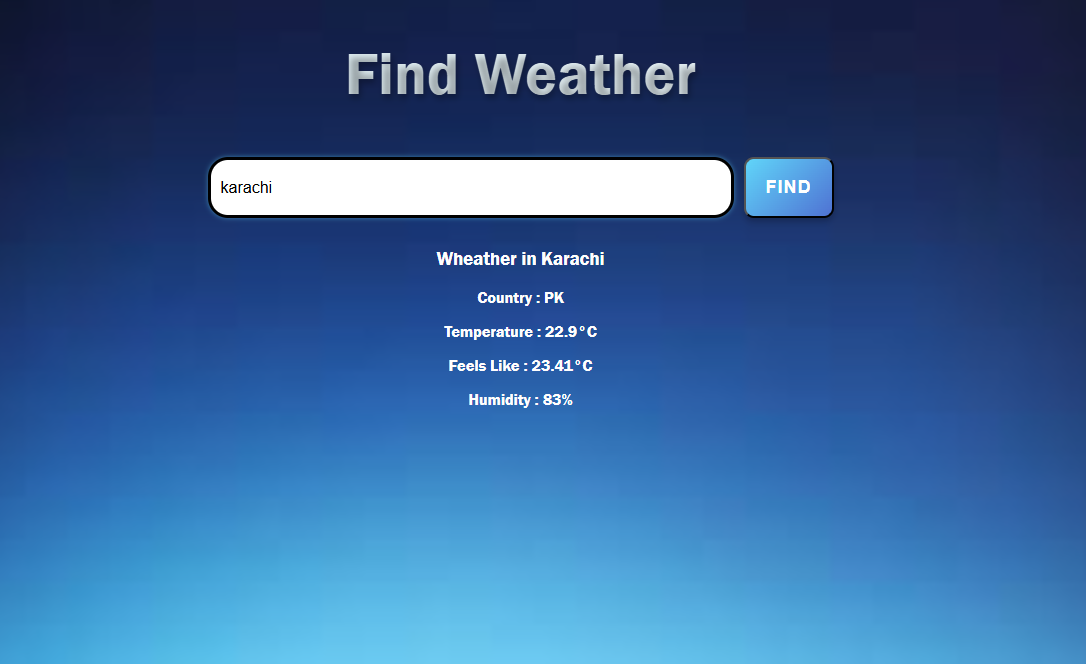 Find Weather
karachi
FIND
Wheather in Karachi
Country : PK
Temperature : 22.9°C
Feels Like : 23.41°C
Humidity : 83%